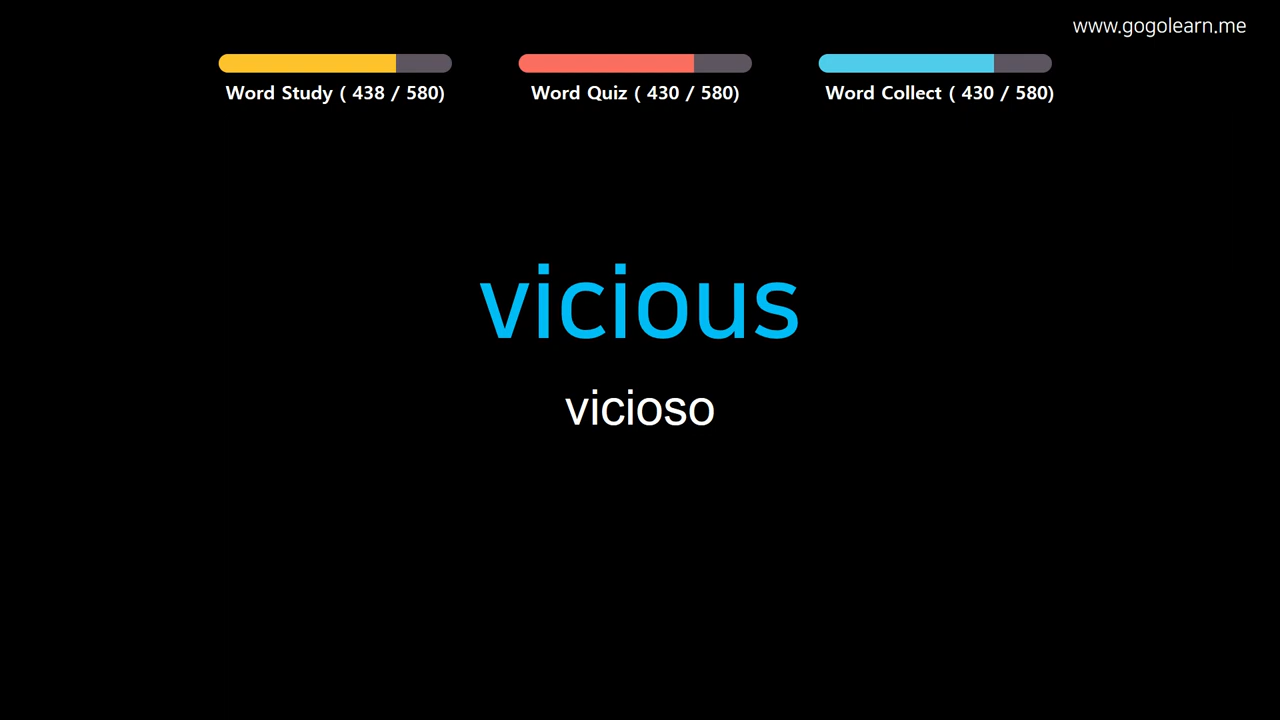 www.gogolearn.me
Word Study ( 438 / 580)
Word Quiz ( 430 / 580)
Word Collect ( 430 / 580)
vicious
vicioso